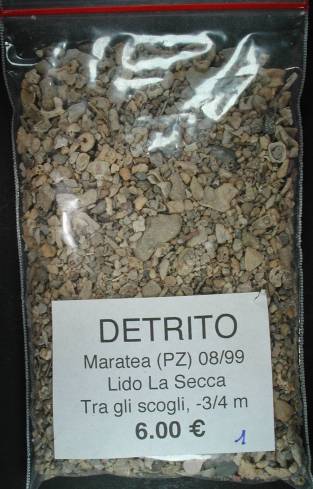 DETRITO
Maratea (PZ) 08/99
Lido La Secca
Tra gli scogli, -3/4 m
6.00 €
1